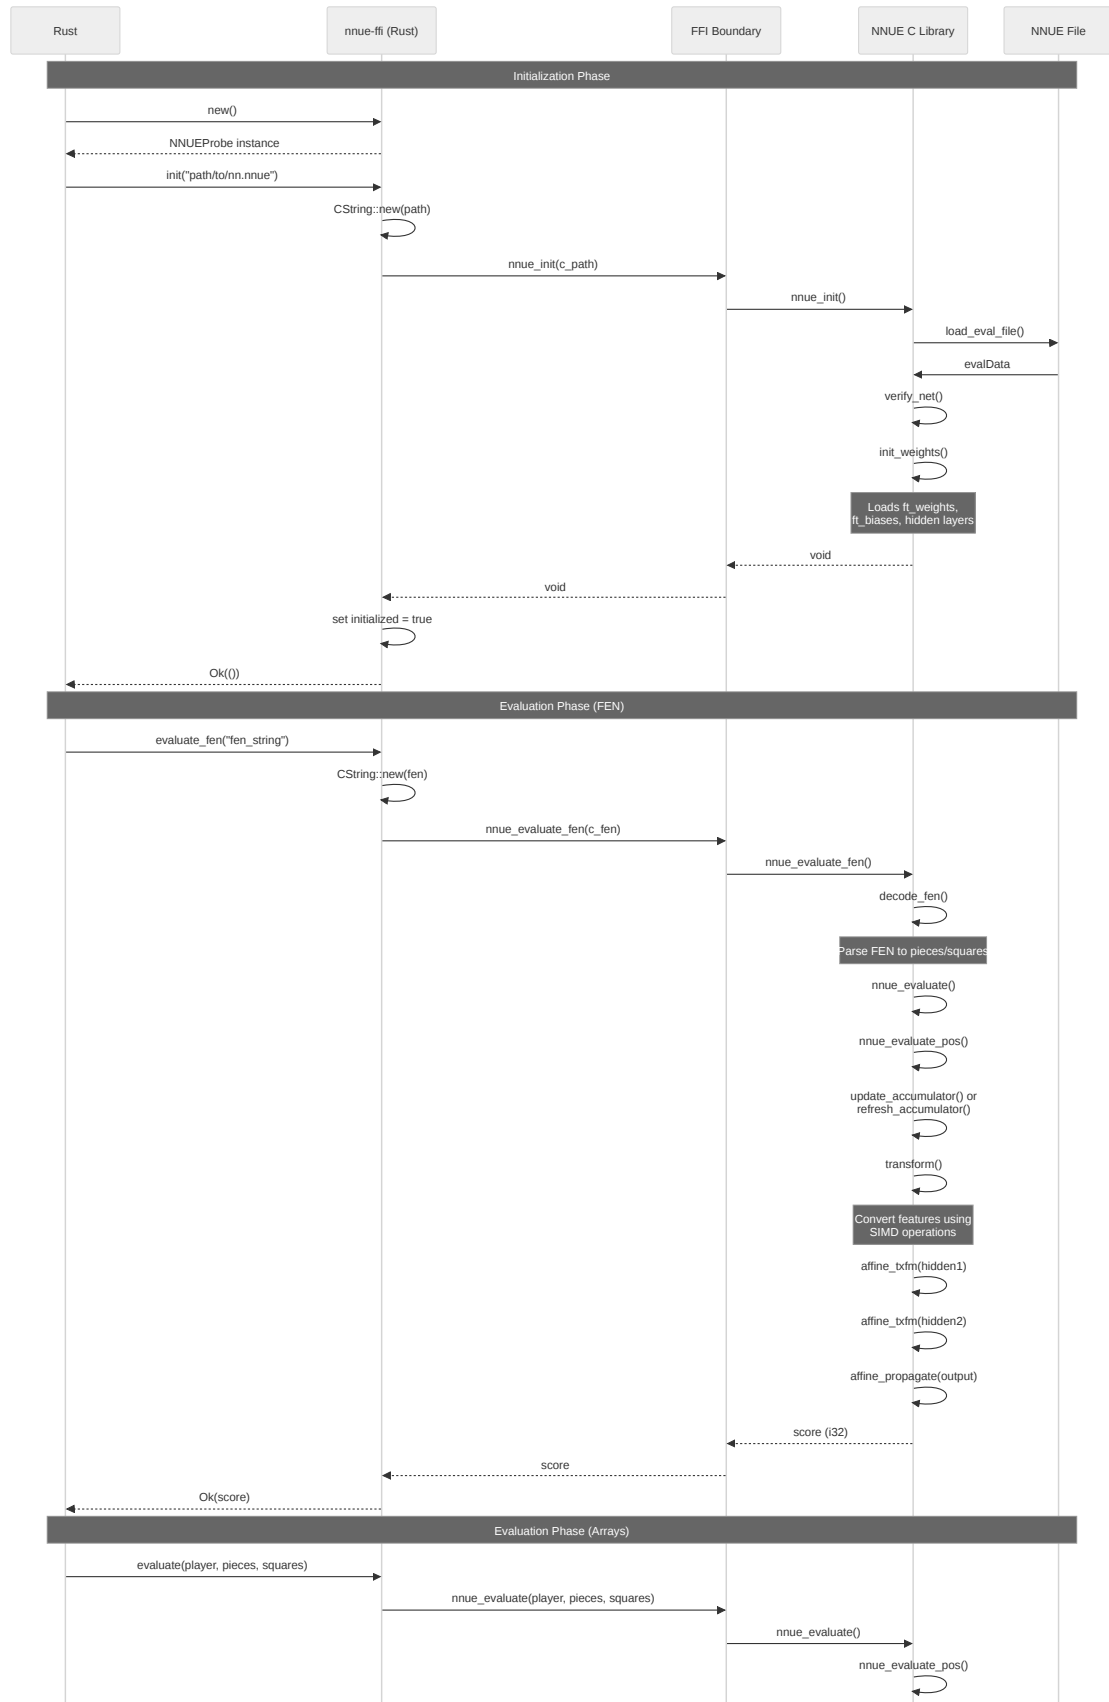 Rust
nnue-ffi (Rust)
FFI Boundary
NNUE C Library
NNUE File
Initialization Phase
new()
NNUEProbe instance
init("path/to/nn.nnue")
CString::new(path)
nnue_init(c_path)
nnue_init()
load_eval_file()
evalData
verify_net()
init_weights()
Loads ft_weights,
ft_biases, hidden layers
void
void
set initialized = true
Ok(())
Evaluation Phase (FEN)
evaluate_fen("fen_string")
CString::new(fen)
nnue_evaluate_fen(c_fen)
nnue_evaluate_fen()
decode_fen()
Parse FEN to pieces/squares
nnue_evaluate()
nnue_evaluate_pos()
update_accumulator() or
refresh_accumulator()
transform()
Convert features using
SIMD operations
affine_txfm(hidden1)
affine_txfm(hidden2)
affine_propagate(output)
score (i32)
score
Ok(score)
Evaluation Phase (Arrays)
evaluate(player, pieces, squares)
nnue_evaluate(player, pieces, squares)
nnue_evaluate()
nnue_evaluate_pos()